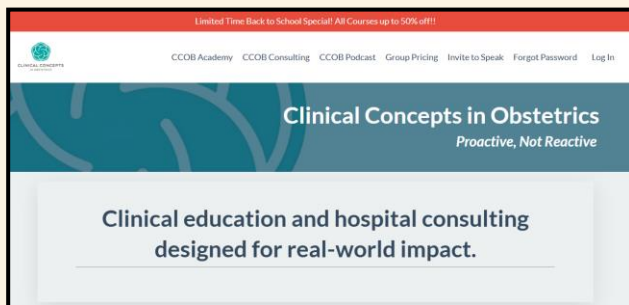 Limited Time Back to School Special! All Courses up to 50% off!!
CLINICAL CONCEPTS
CCOB Academy CCOB Consulting CCOB Podcast Group Pricing Invite to Speak Forgot Password Log In
Clinical Concepts in Obstetrics
Proactive, Not Reactive
Clinical education and hospital consulting
designed for real-world impact.